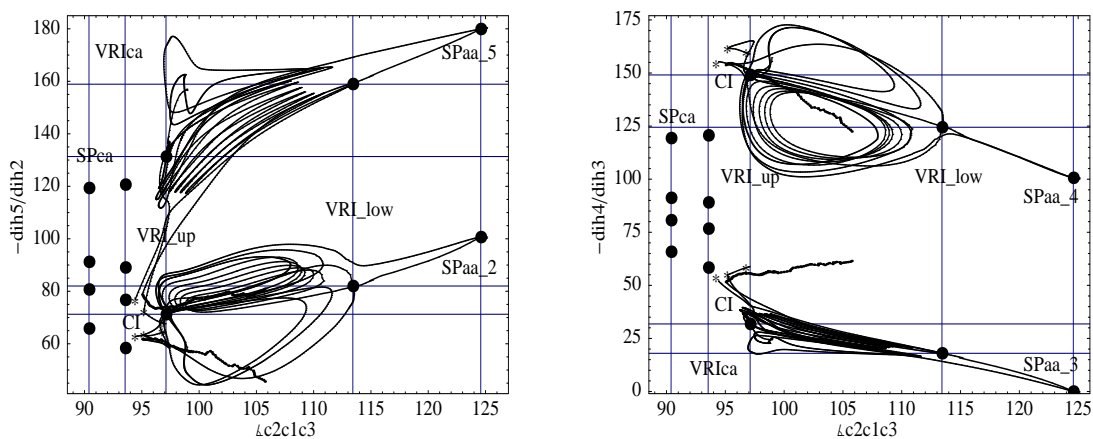 180
160
140
120
100
80
60
-dih5/dih2
VRIca
SPaa_5
SPca
VRI_up
VRI_low
SPaa_2
CI
90 95 100 105 110 115 120 125
∠c2c1c3
175
150
125
100
75
50
25
0
-dih4/dih3
CI
SPca
VRI_up
VRI_low
SPaa_4
CI
VRIca
SPaa_3
90 95 100 105 110 115 120 125
∠c2c1c3